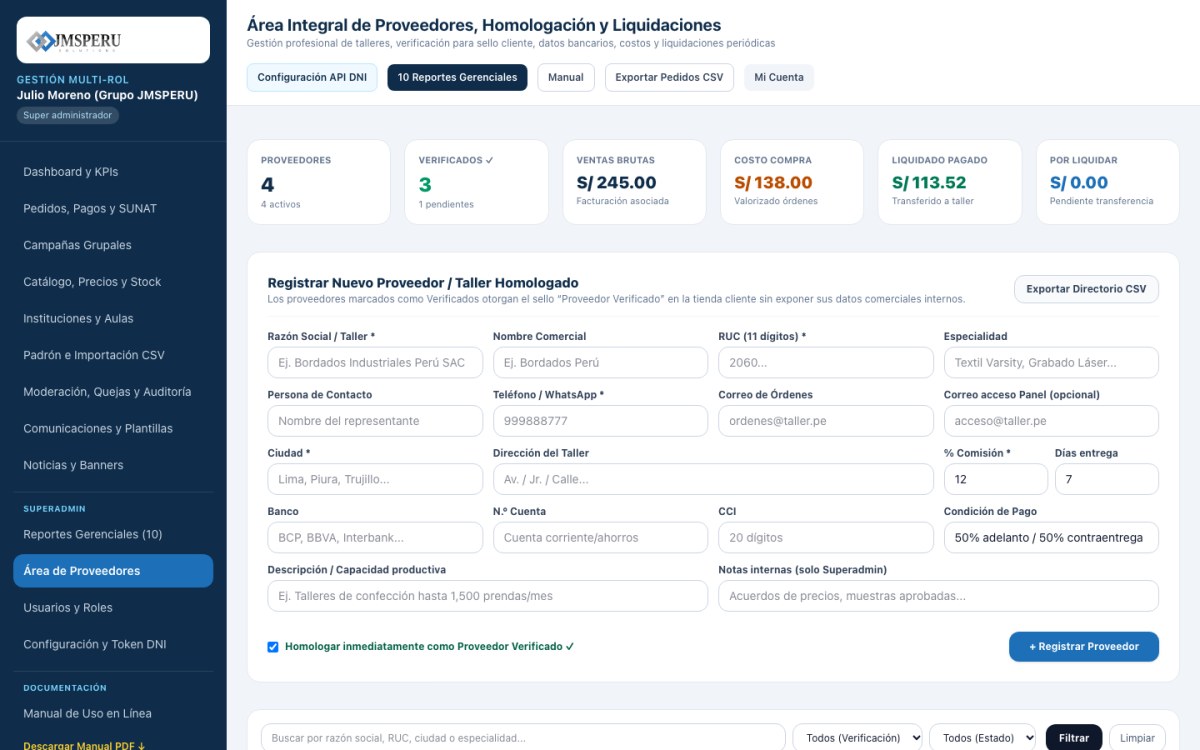 JMSPERU
SOLUTIONS
GESTIÓN MULTI-ROL
Julio Moreno (Grupo JMSPERU)
Super administrador
Dashboard y KPIs
Pedidos, Pagos y SUNAT
Campañas Grupales
Catálogo, Precios y Stock
Instituciones y Aulas
Padrón e Importación CSV
Moderación, Quejas y Auditoría
Comunicaciones y Plantillas
Noticias y Banners
SUPERADMIN
Reportes Gerenciales (10)
Área de Proveedores
Usuarios y Roles
Configuración y Token DNI
DOCUMENTACIÓN
Manual de Uso en Línea
Descargar Manual PDF ↓
Área Integral de Proveedores, Homologación y Liquidaciones
Gestión profesional de talleres, verificación para sello cliente, datos bancarios, costos y liquidaciones periódicas
Configuración API DNI
10 Reportes Gerenciales
Manual
Exportar Pedidos CSV
Mi Cuenta
PROVEEDORES
4
4 activos
VERIFICADOS ✓
3
1 pendientes
VENTAS BRUTAS
S/ 245.00
Facturación asociada
COSTO COMPRA
S/ 138.00
Valorizado órdenes
LIQUIDADO PAGADO
S/ 113.52
Transferido a taller
POR LIQUIDAR
S/ 0.00
Pendiente transferencia
Registrar Nuevo Proveedor / Taller Homologado
Los proveedores marcados como Verificados otorgan el sello “Proveedor Verificado” en la tienda cliente sin exponer sus datos comerciales internos.
Exportar Directorio CSV
Razón Social / Taller *
Ej. Bordados Industriales Perú SAC
Nombre Comercial
Ej. Bordados Perú
RUC (11 dígitos) *
2060...
Especialidad
Textil Varsity, Grabado Láser...
Persona de Contacto
Nombre del representante
Teléfono / WhatsApp *
999888777
Correo de Órdenes
ordenes@taller.pe
Correo acceso Panel (opcional)
acceso@taller.pe
Ciudad *
Lima, Piura, Trujillo...
Dirección del Taller
Av. / Jr. / Calle...
% Comisión *
12
Días entrega
7
Banco
BCP, BBVA, Interbank...
N.º Cuenta
Cuenta corriente/ahorros
CCI
20 dígitos
Condición de Pago
50% adelanto / 50% contraentrega
Descripción / Capacidad productiva
Ej. Talleres de confección hasta 1,500 prendas/mes
Notas internas (solo Superadmin)
Acuerdos de precios, muestras aprobadas...
Homologar inmediatamente como Proveedor Verificado ✓
+ Registrar Proveedor
Buscar por razón social, RUC, ciudad o especialidad...
Todos (Verificación)
Todos (Estado)
Filtrar
Limpiar